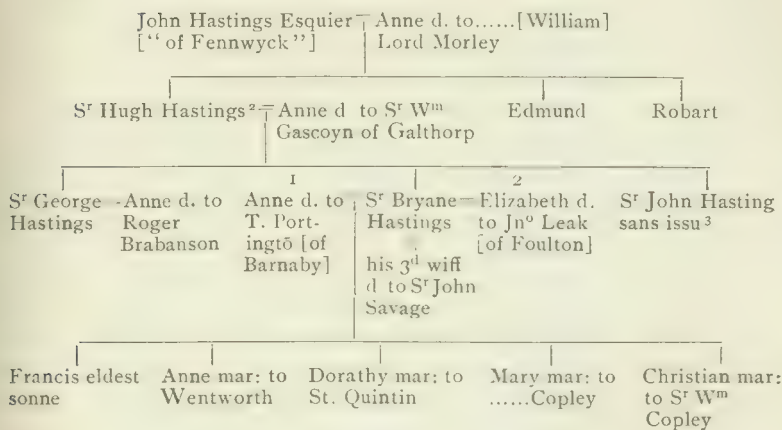 John Hastings Esquier
[“ of Fennwyck”]
Anne d. to......[William]
Lord Morley
Sʳ Hugh Hastings²
Anne d to Sʳ Wᵐ
Gascoyn of Galthorp
Edmund
Robart
Sʳ George
Hastings
Anne d. to
Roger
Brabanson
1
Anne d. to
T. Port-
ingtō [of
Barnaby]
Sʳ Bryane
Hastings
his 3ᵈ wiff
d to Sʳ John
Savage
2
Elizabeth d.
to Jnᵒ Leak
[of Foulton]
Sʳ John Hasting
sans issu³
Francis eldest
sonne
Anne mar: to
Wentworth
Dorathy mar: to
St. Quintin
Mary mar: to
......Copley
Christian mar:
to Sʳ Wᵐ
Copley